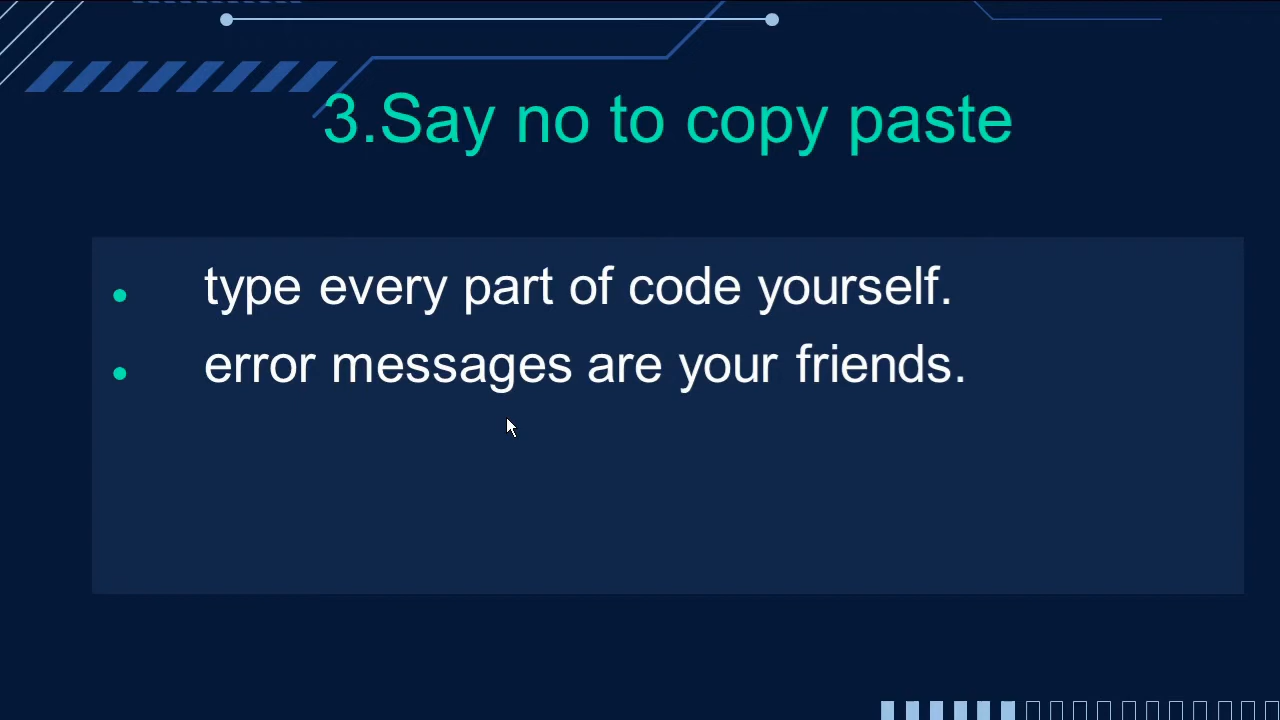 3.Say no to copy paste
type every part of code yourself.
error messages are your friends.